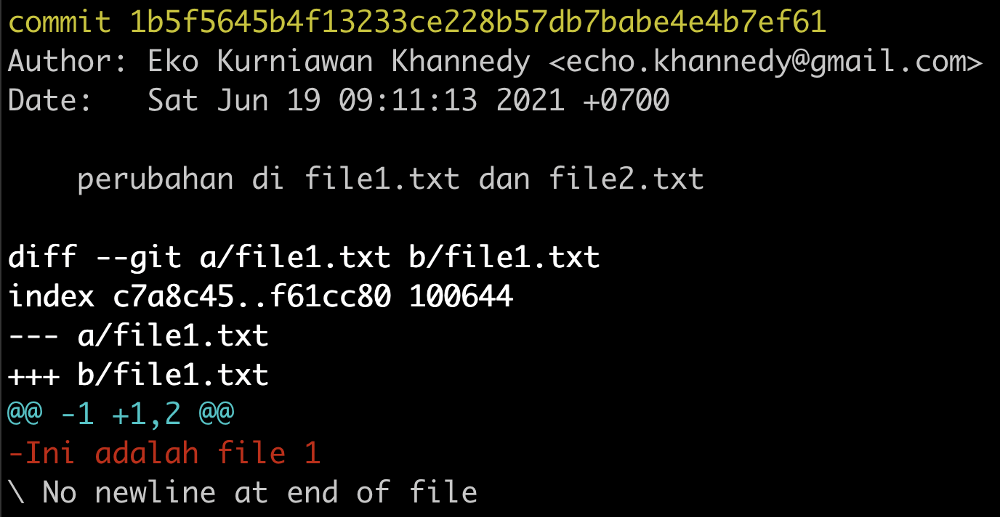 commit 1b5f5645b4f13233ce228b57db7babe4e4b7ef61
Author: Eko Kurniawan Khannedy <echo.khannedy@gmail.com>
Date:   Sat Jun 19 09:11:13 2021 +0700

    perubahan di file1.txt dan file2.txt

diff --git a/file1.txt b/file1.txt
index c7a8c45..f61cc80 100644
--- a/file1.txt
+++ b/file1.txt
@@ -1 +1,2 @@
-Ini adalah file 1
\ No newline at end of file